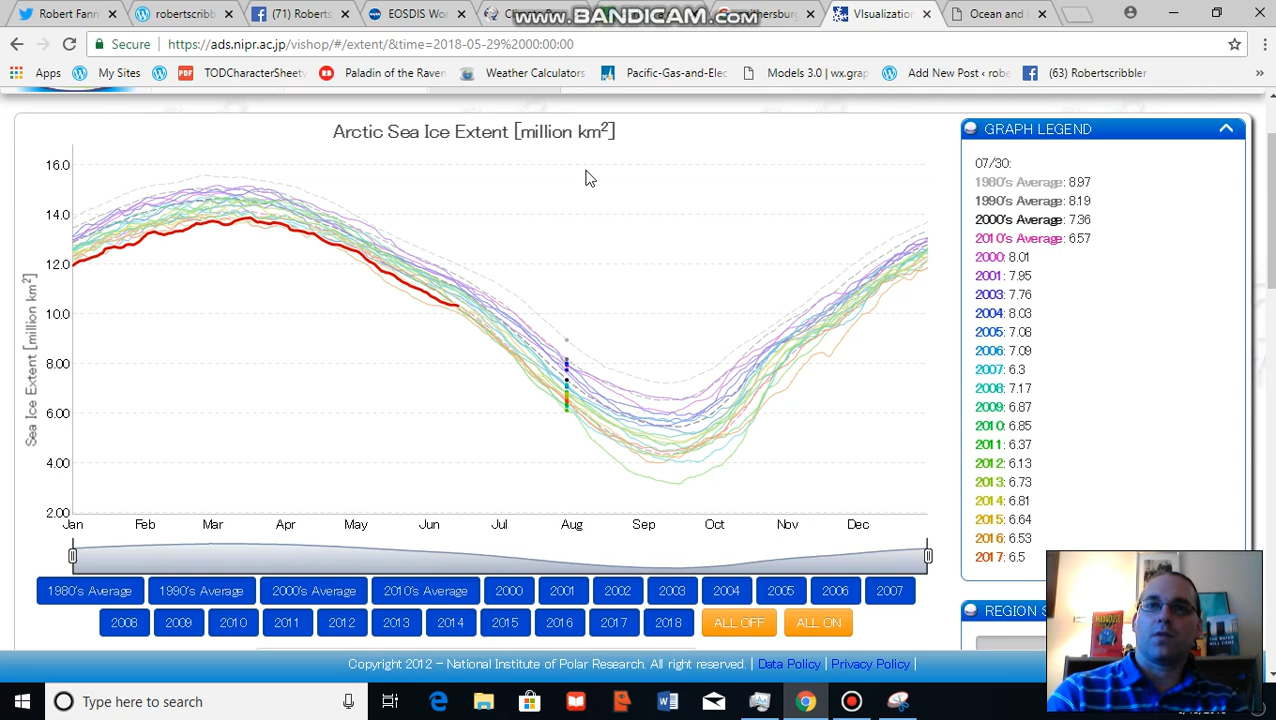 Robert Fann
robertscribb
(71) Roberts
EOSDIS Wor
www.BANDICAM.com
ithersburg
Visualization
Ocean and I
Secure
https://ads.nipr.ac.jp/vishop/#/extent/&time=2018-05-29%2000:00:00
Apps
My Sites
TODCharacterSheet
Paladin of the Raven
Weather Calculators
Pacific-Gas-and-Elec
Models 3.0 | wx.grap
Add New Post ‹ robe
(63) Robertscribbler
»
Arctic Sea Ice Extent [million km2]
Sea Ice Extent [million km2]
16.0
14.0
12.0
10.0
8.00
6.00
4.00
2.00
Jan Feb Mar Apr May Jun Jul Aug Sep Oct Nov Dec
GRAPH LEGEND
07/30:
1980's Average: 8.97
1990's Average: 8.19
2000's Average: 7.36
2010's Average: 6.57
2000: 8.01
2001: 7.95
2003: 7.76
2004: 8.03
2005: 7.08
2006: 7.09
2007: 6.3
2008: 7.17
2009: 6.87
2010: 6.85
2011: 6.37
2012: 6.13
2013: 6.73
2014: 6.81
2015: 6.64
2016: 6.53
2017: 6.5
REGION S
1980's Average 1990's Average 2000's Average 2010's Average 2000 2001 2002 2003 2004 2005 2006 2007
2008 2009 2010 2011 2012 2013 2014 2015 2016 2017 2018 ALL OFF ALL ON
Copyright 2012 - National Institute of Polar Research. All right reserved. | Data Policy | Privacy Policy |
THE WATER
WILL COME
Type here to search